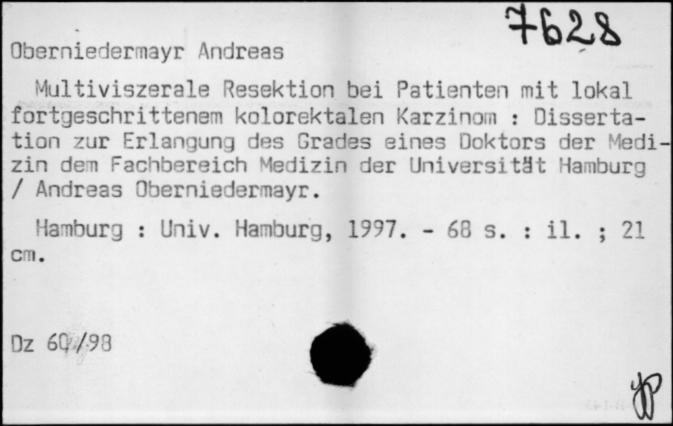 7628
Oberniedermayr Andreas
Multiviszerale Resektion bei Patienten mit lokal
fortgeschrittenem kolorektalen Karzinom : Disserta-
tion zur Erlangung des Grades eines Doktors der Medi-
zin dem Fachbereich Medizin der Universität Hamburg
/ Andreas Oberniedermayr.
Hamburg : Univ. Hamburg, 1997. - 68 s. : il. ; 21
cm.
Dz